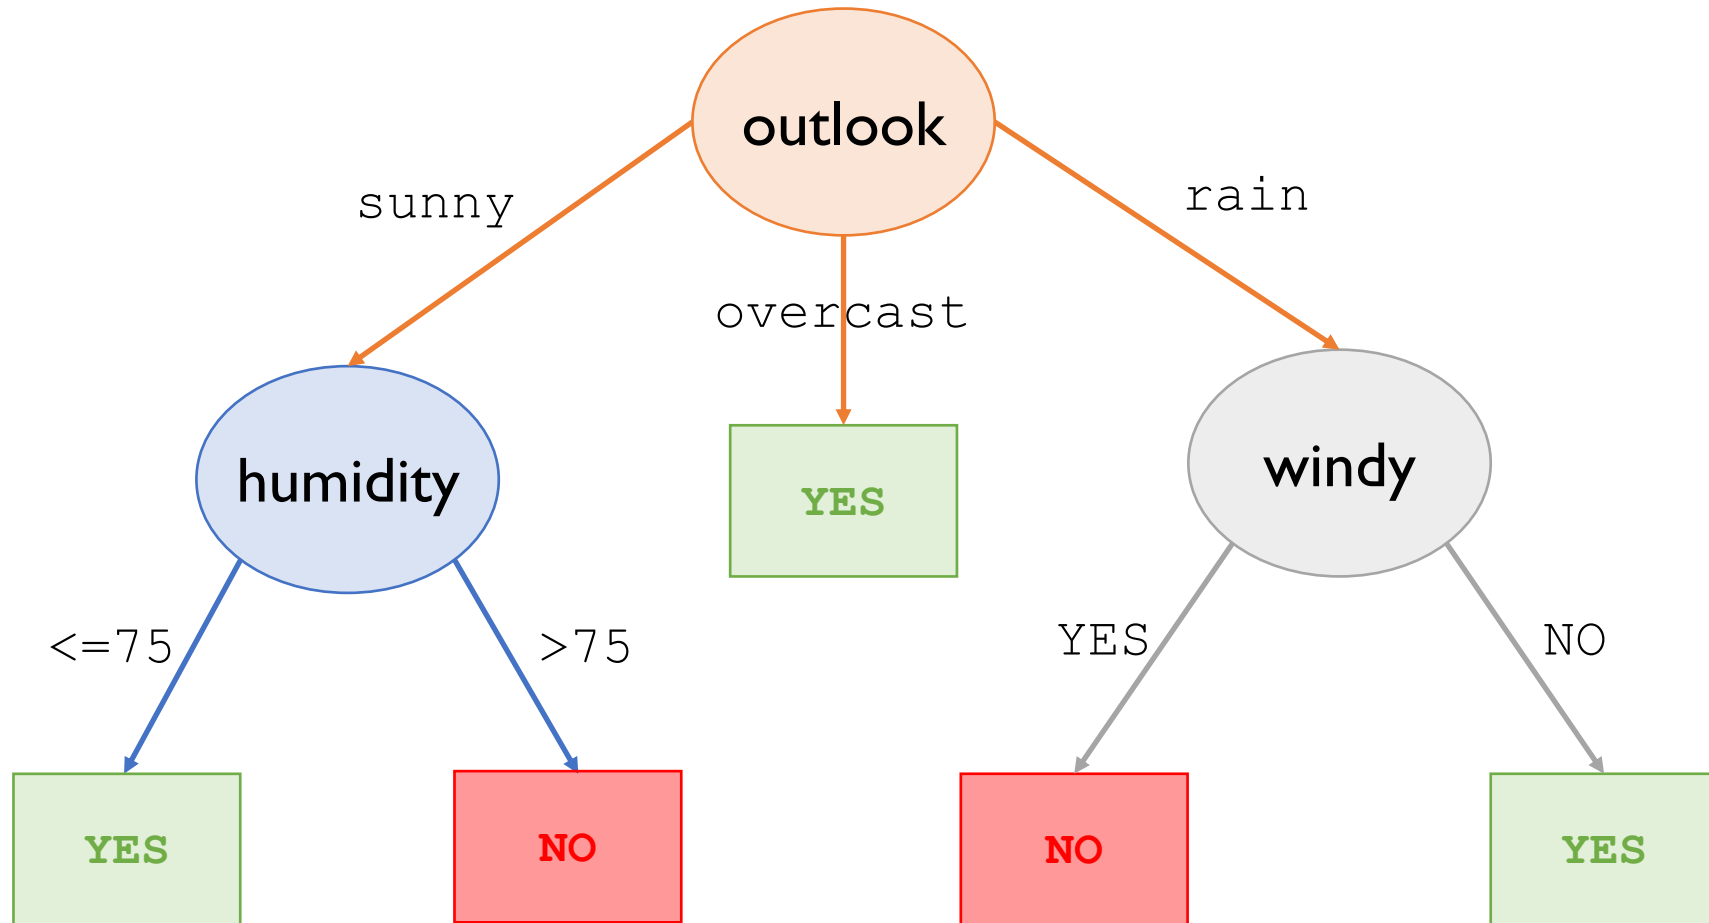 outlook
sunny
rain
overcast
humidity
YES
windy
<=75
>75
YES
NO
YES
NO
NO
YES